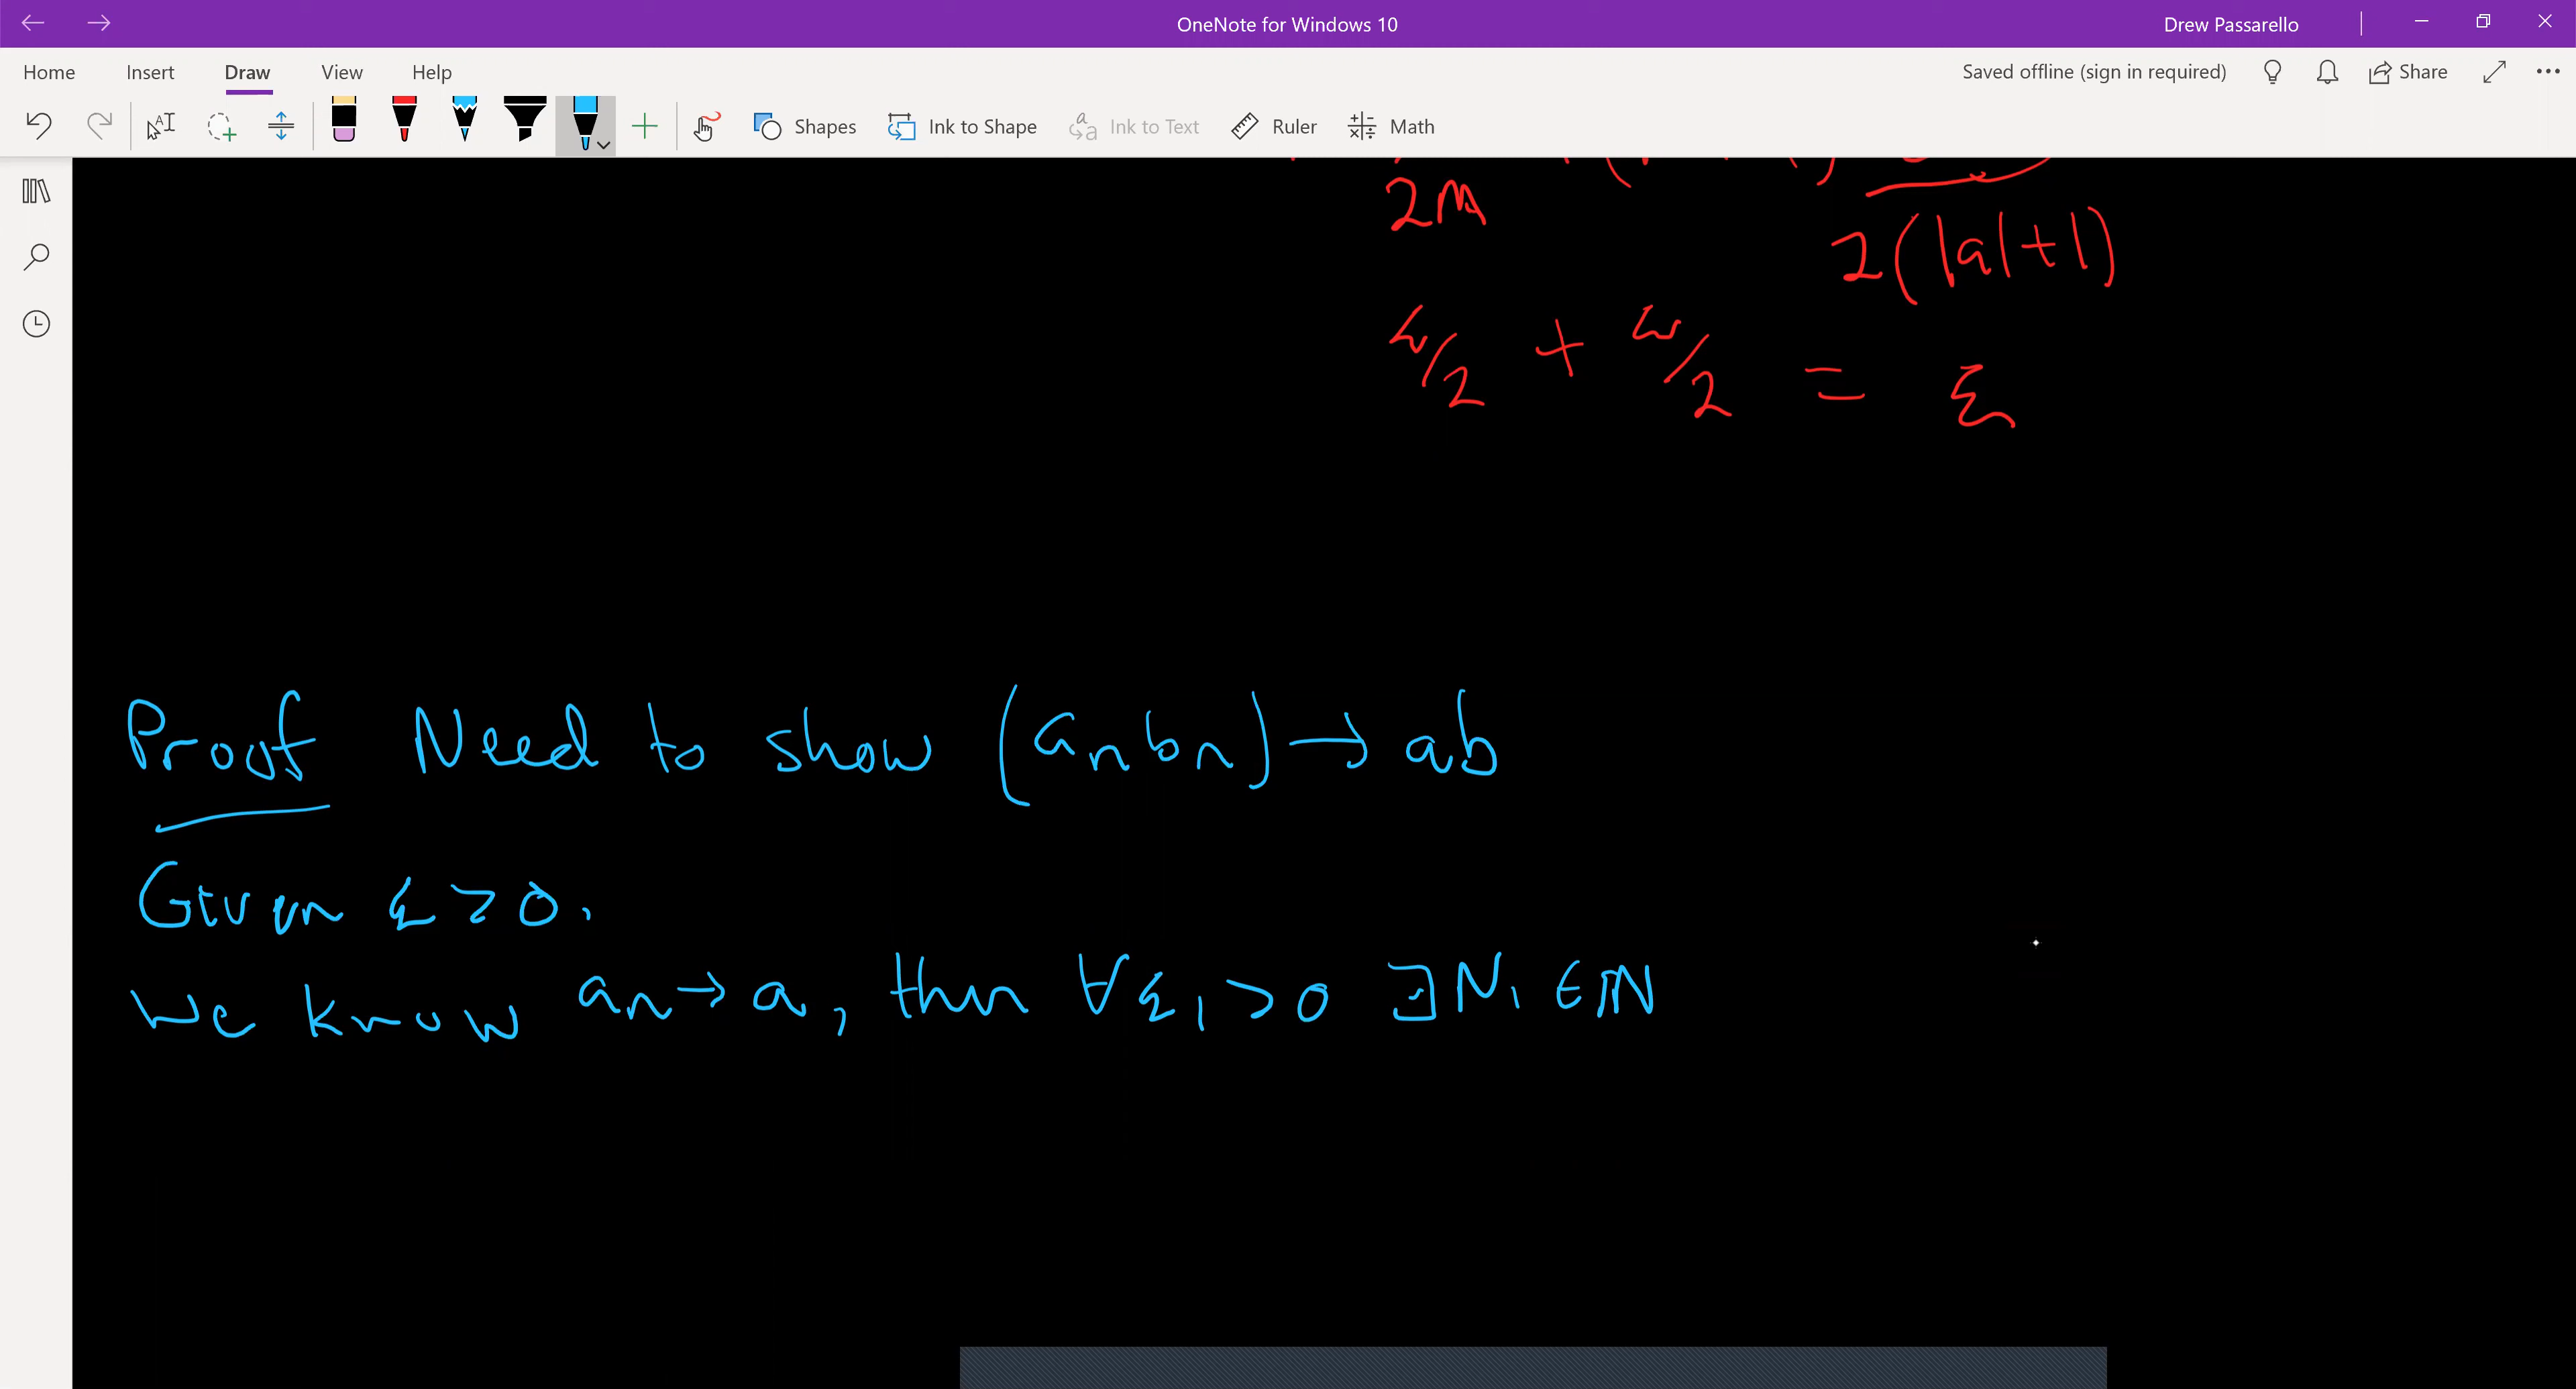 OneNote for Windows 10
Drew Passarello
Home Insert Draw View Help
Saved offline (sign in required) Share
Shapes Ink to Shape Ink to Text Ruler Math
2M 2(|a|+1)
ε/2 + ε/2 = ε
Proof Need to show (aₙbₙ) → ab
Given ε > 0.
We know aₙ → a, then ∀ε₁ > 0 ∃N₁ ∈ ℕ